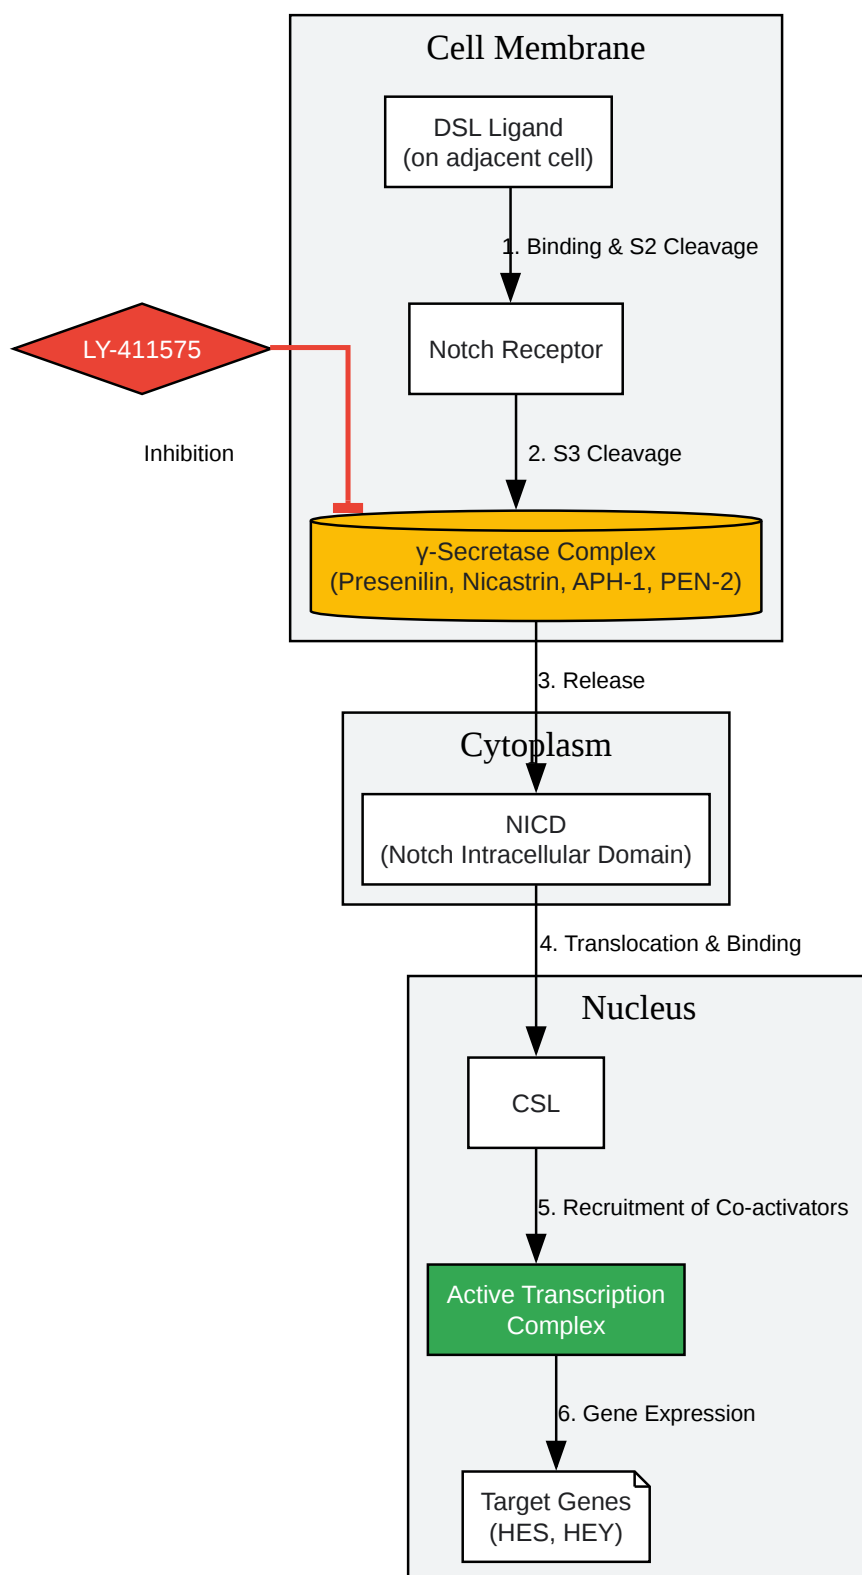 Cell Membrane
DSL Ligand
(on adjacent cell)
1. Binding & S2 Cleavage
LY-411575
Notch Receptor
Inhibition
2. S3 Cleavage
γ-Secretase Complex
(Presenilin, Nicastrin, APH-1, PEN-2)
3. Release
Cytoplasm
NICD
(Notch Intracellular Domain)
4. Translocation & Binding
Nucleus
CSL
5. Recruitment of Co-activators
Active Transcription
Complex
6. Gene Expression
Target Genes
(HES, HEY)